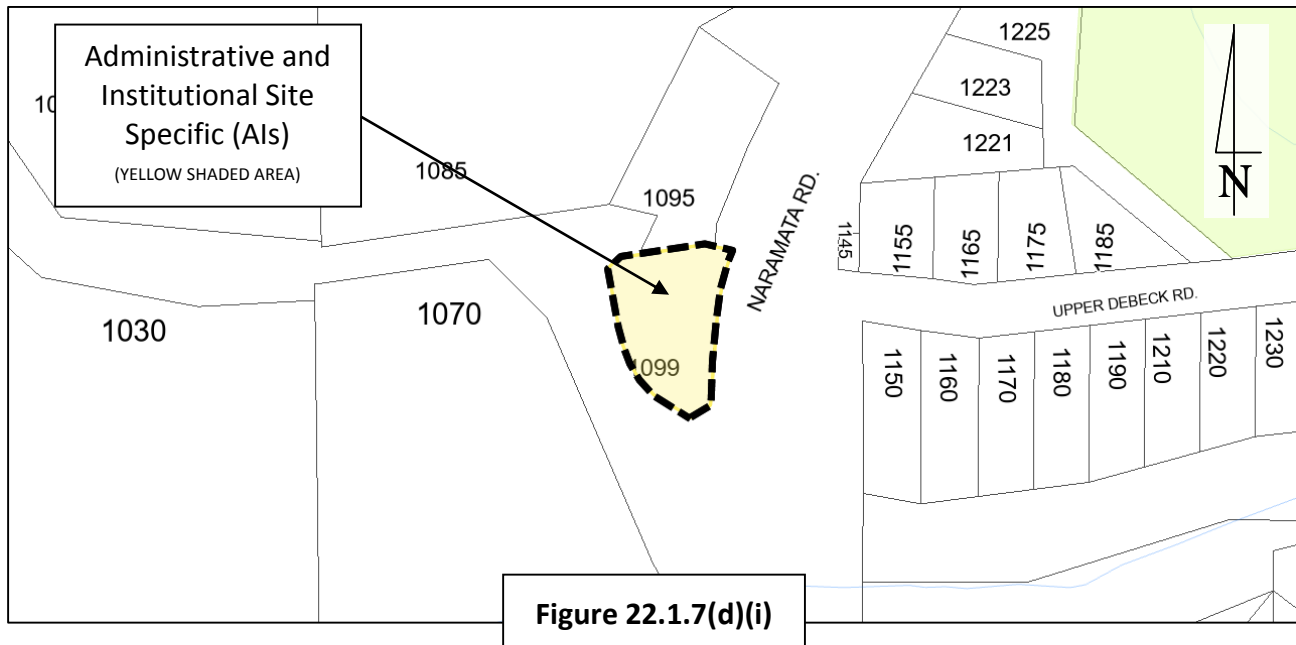 Administrative and
Institutional Site
Specific (AIs)
(YELLOW SHADED AREA)
1085
1095
1225
1223
1221
N
NARAMATA RD.
1145
1155
1165
1175
1185
UPPER DEBECK RD.
1030
1070
1099
1150
1160
1170
1180
1190
1210
1220
1230
Figure 22.1.7(d)(i)